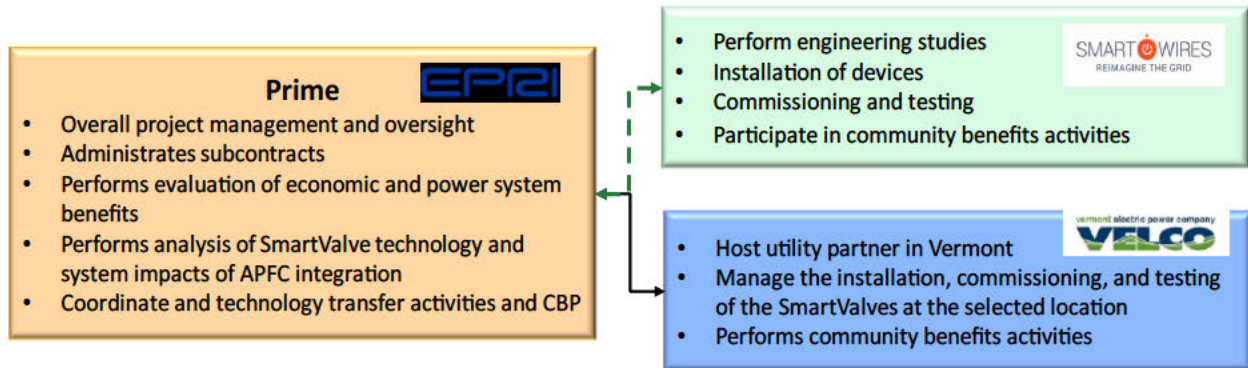 Prime
EPRI
• Overall project management and oversight
• Administrates subcontracts
• Performs evaluation of economic and power system
benefits
• Performs analysis of SmartValve technology and
system impacts of APFC integration
• Coordinate and technology transfer activities and CBP
• Perform engineering studies
• Installation of devices
• Commissioning and testing
• Participate in community benefits activities
SMART WIRES
REIMAGINE THE GRID
vermont electric power company
VELCO
• Host utility partner in Vermont
• Manage the installation, commissioning, and testing
of the SmartValves at the selected location
• Performs community benefits activities